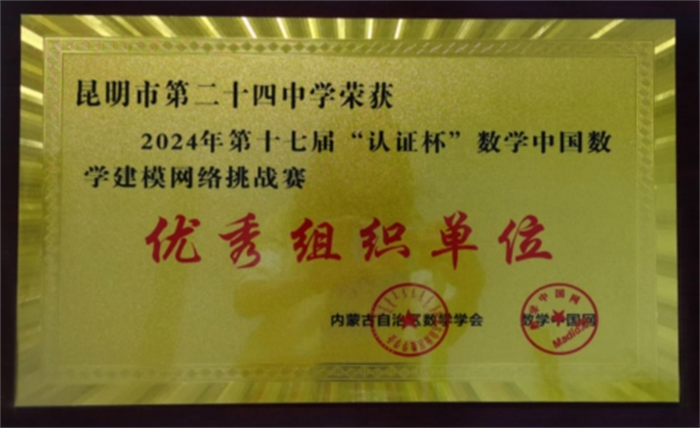 昆明市第二十四中学荣获
2024年第十七届“认证杯”数学中国数
学建模网络挑战赛
优秀组织单位
内蒙古自治区数学学会 数学中国网